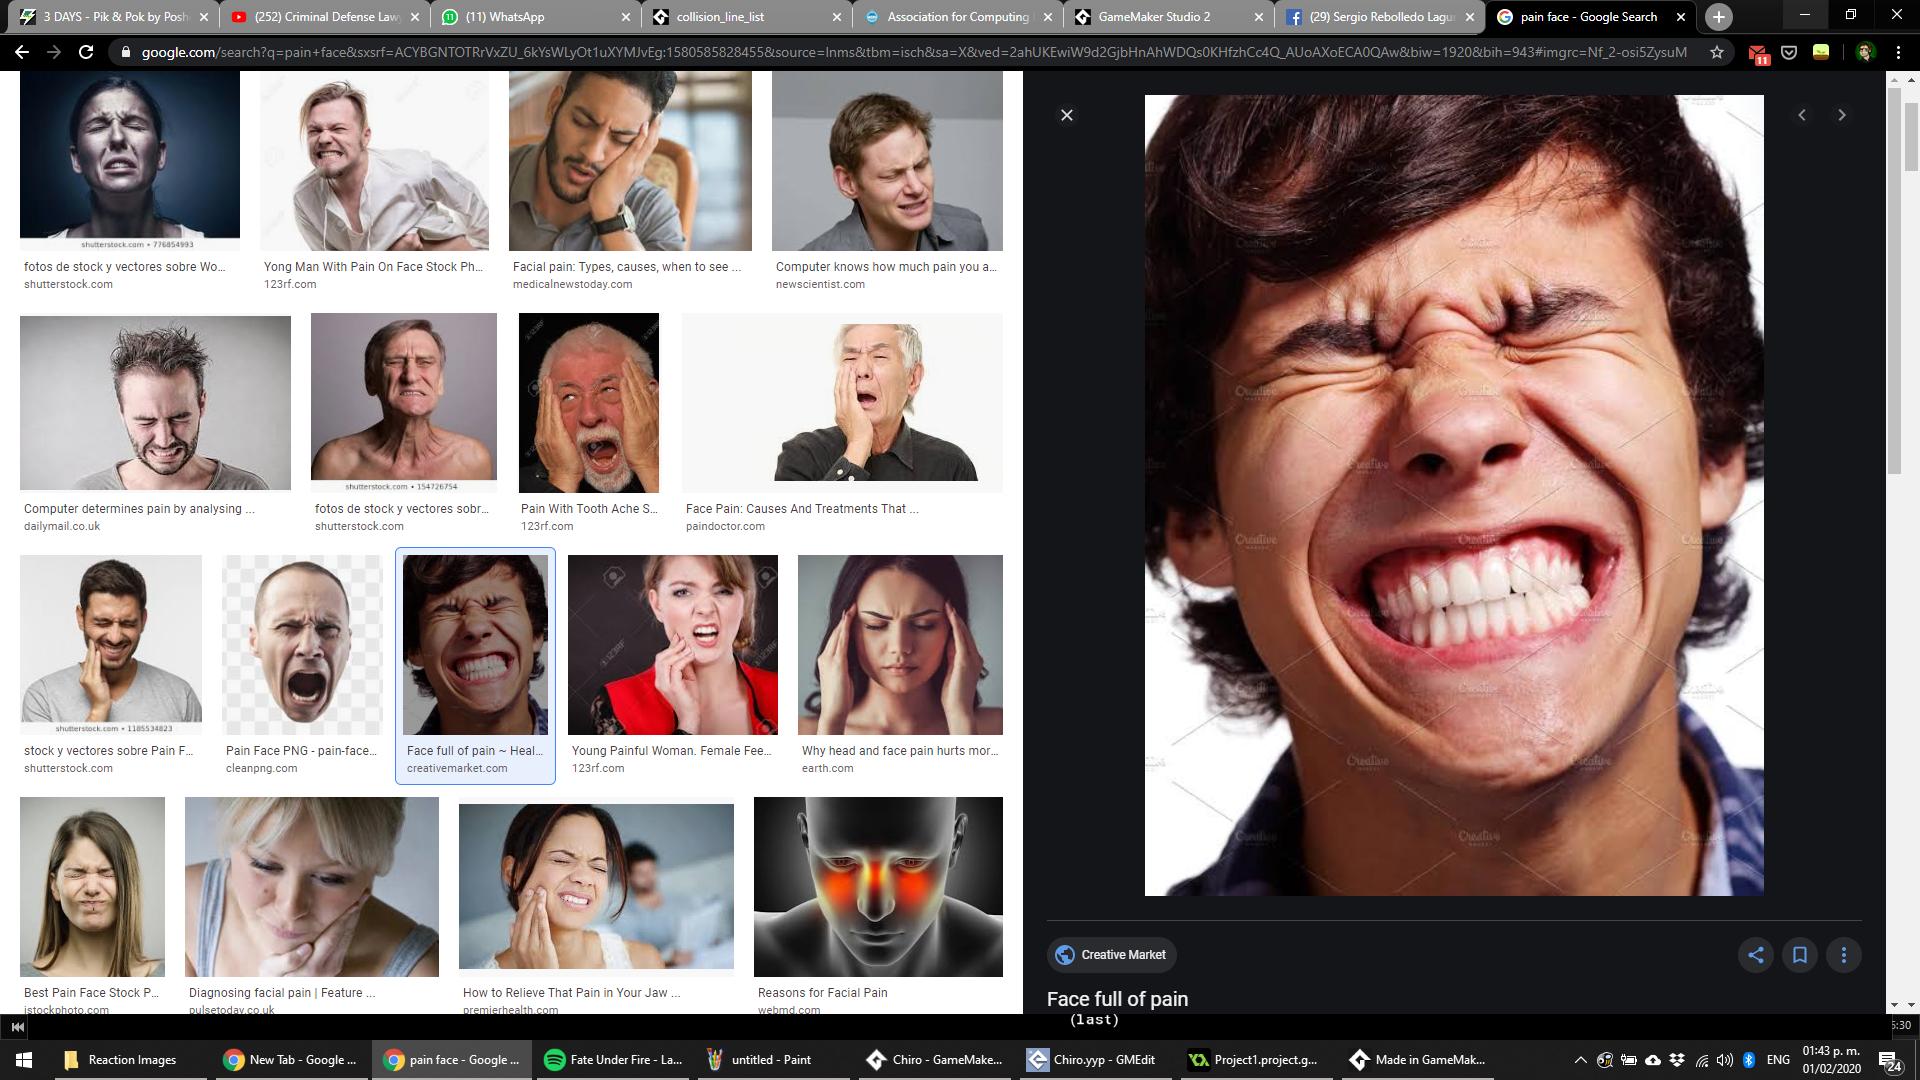 3 DAYS - Pik & Pok by Posh
(252) Criminal Defense Law
(11) WhatsApp
collision_line_list
Association for Computing
GameMaker Studio 2
(29) Sergio Rebolledo Lagu
pain face - Google Search
google.com/search?q=pain+face&sxsrf=ACYBGNTOTRrVxZU_6kYsWLyOt1uXYMJvEg:1580585828455&source=lnms&tbm=isch&sa=X&ved=2ahUKEwiW9d2GjbHnAhWDQs0KHfzhCc4Q_AUoAXoECA0QAw&biw=1920&bih=943#imgrc=Nf_2-osi5ZysuM
11
shutterstock.com • 776854993
fotos de stock y vectores sobre Wo...
shutterstock.com
Yong Man With Pain On Face Stock Ph...
123rf.com
Facial pain: Types, causes, when to see ...
medicalnewstoday.com
Computer knows how much pain you a...
newscientist.com
shutterstock.com • 154726754
Computer determines pain by analysing ...
dailymail.co.uk
fotos de stock y vectores sobr...
shutterstock.com
Pain With Tooth Ache S...
123rf.com
Face Pain: Causes And Treatments That ...
paindoctor.com
shutterstock.com • 1185534823
stock y vectores sobre Pain F...
shutterstock.com
Pain Face PNG - pain-face...
cleanpng.com
Face full of pain ~ Heal...
creativemarket.com
Young Painful Woman. Female Fee...
123rf.com
Why head and face pain hurts mor...
earth.com
Best Pain Face Stock P...
istockphoto.com
Diagnosing facial pain | Feature ...
pulsetoday.co.uk
How to Relieve That Pain in Your Jaw ...
premierhealth.com
Reasons for Facial Pain
webmd.com
Creative Market
Face full of pain
(last)
5:30
Reaction Images
New Tab - Google ...
pain face - Google ...
Fate Under Fire - La...
untitled - Paint
Chiro - GameMake...
Chiro.yyp - GMEdit
Project1.project.g...
Made in GameMak...
ENG
01:43 p. m.
01/02/2020
24